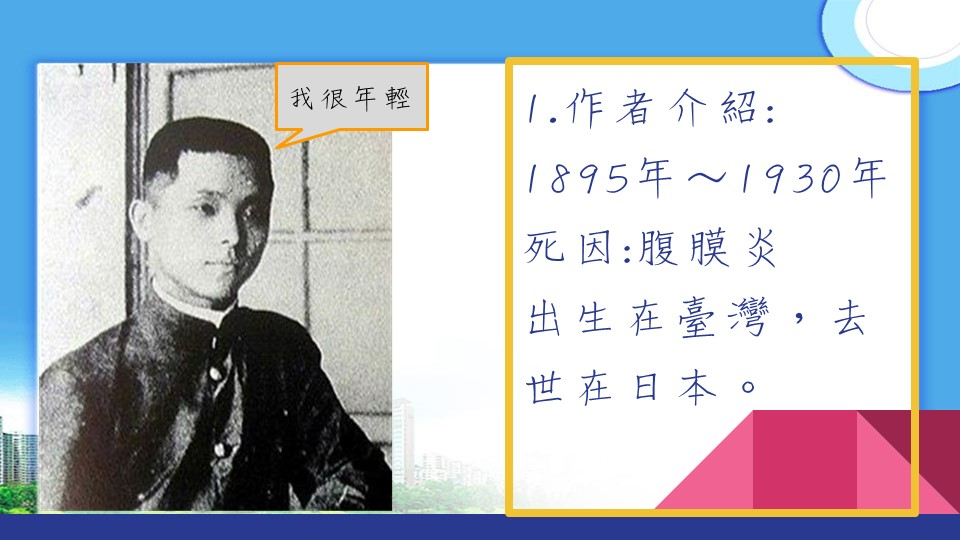 我很年輕
1.作者介紹:
1895年～1930年
死因:腹膜炎
出生在臺灣，去
世在日本。